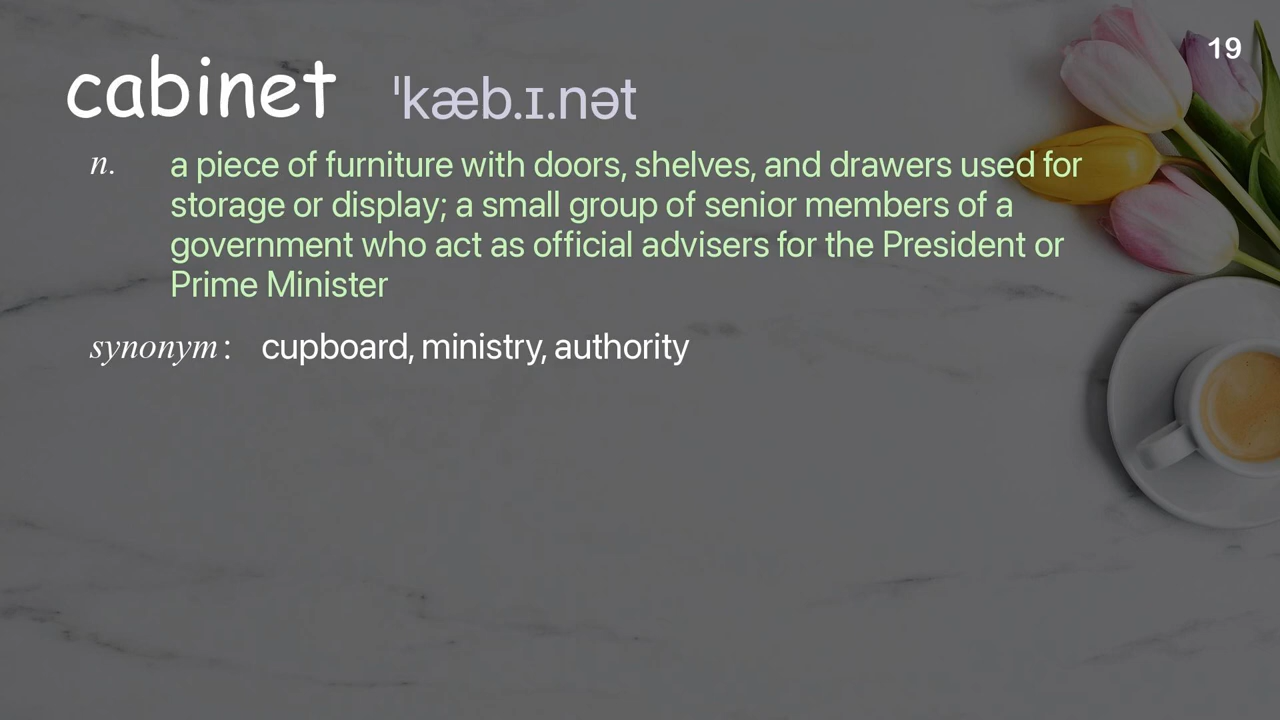 19
cabinet ˈkæb.ɪ.nət
n. a piece of furniture with doors, shelves, and drawers used for
storage or display; a small group of senior members of a
government who act as official advisers for the President or
Prime Minister
synonym: cupboard, ministry, authority